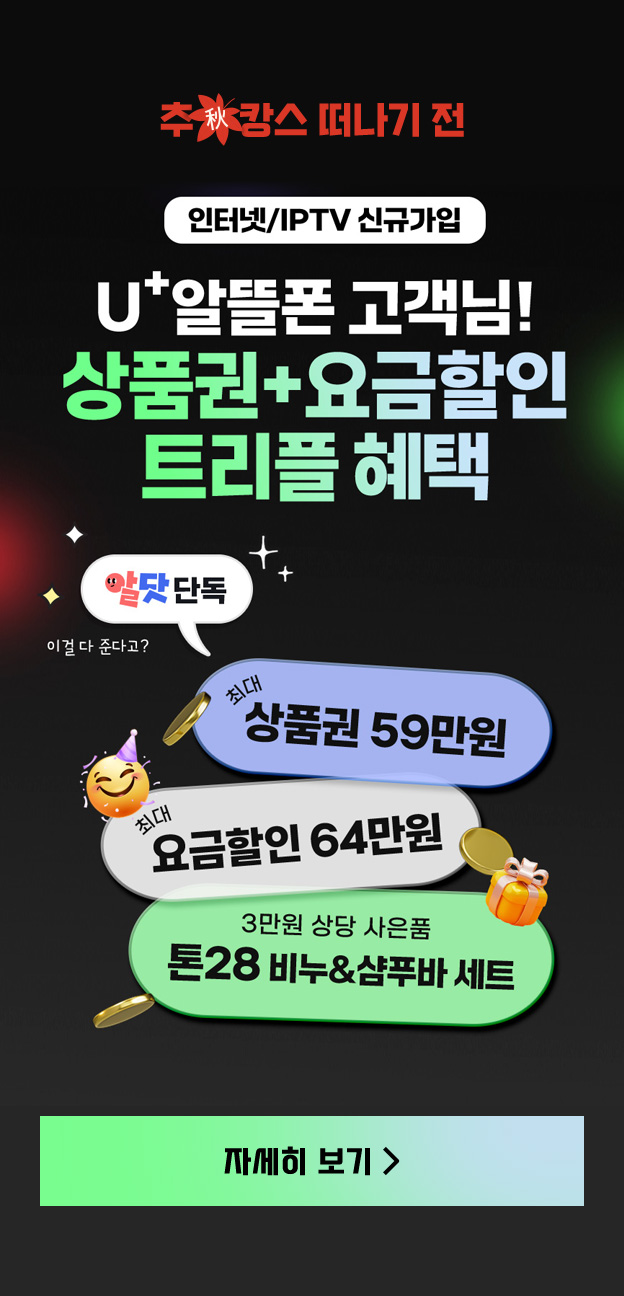 추秋캉스 떠나기 전
인터넷/IPTV 신규가입
U+알뜰폰 고객님!
상품권+요금할인
트리플 혜택
알닷 단독
이걸 다 준다고?
최대
상품권 59만원
최대
요금할인 64만원
3만원 상당 사은품
톤28 비누&샴푸바 세트
자세히 보기 >